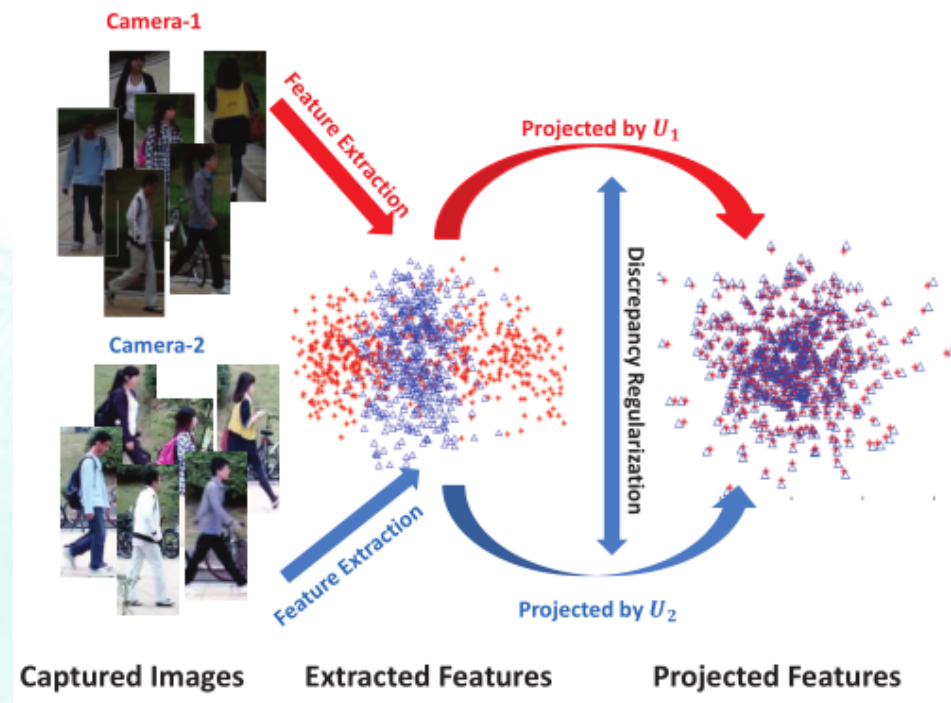 Camera-1
Feature Extraction
Projected by U₁
Discrepancy Regularization
Camera-2
Feature Extraction
Projected by U₂
Captured Images
Extracted Features
Projected Features